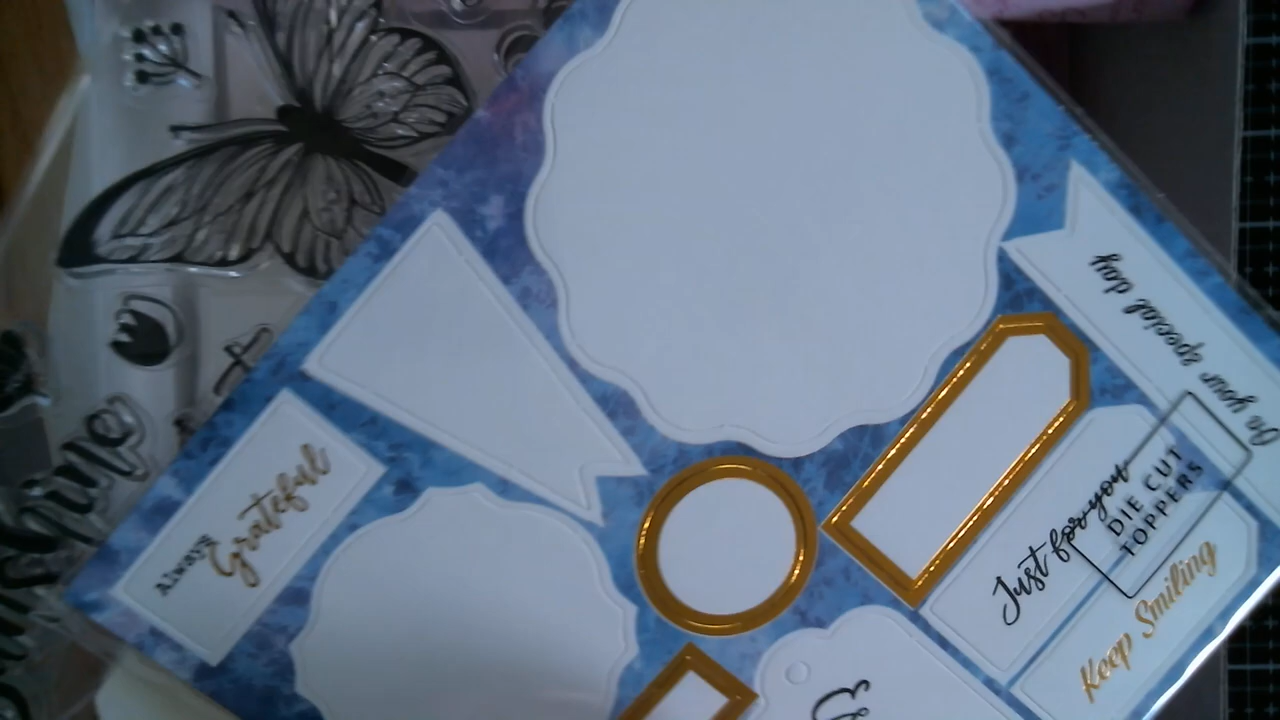 On your special day
Always
Grateful
Just for you
DIE CUT
TOPPERS
Keep Smiling